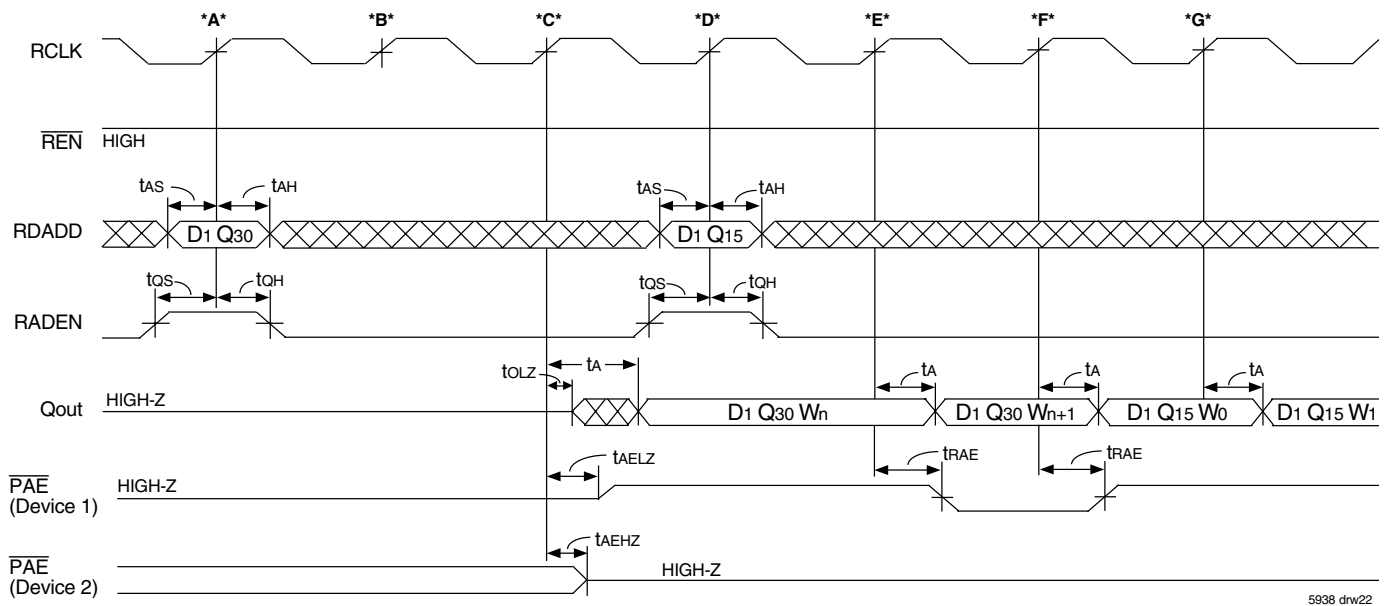 *A* *B* *C* *D* *E* *F* *G*
RCLK
REN HIGH
tAS tAH tAS tAH
RDADD D1 Q30 D1 Q15
tQS tQH tQS tQH
RADEN
tOLZ tA tA tA tA
Qout HIGH-Z D1 Q30 Wn D1 Q30 Wn+1 D1 Q15 W0 D1 Q15 W1
tAELZ tRAE tRAE
PAE
(Device 1) HIGH-Z
tAEHZ
PAE
(Device 2) HIGH-Z
5938 drw22